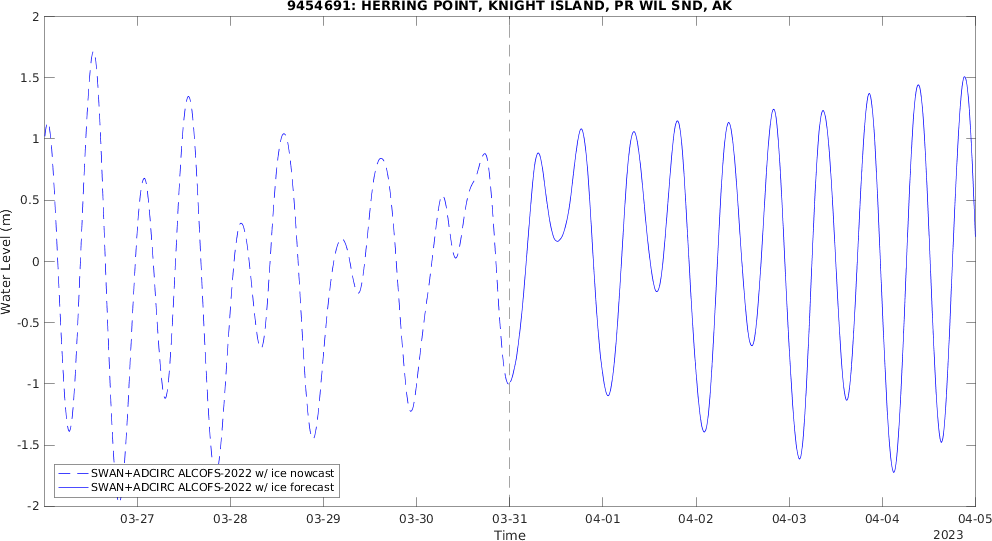 9454691: HERRING POINT, KNIGHT ISLAND, PR WIL SND, AK
2
1.5
1
0.5
0
-0.5
-1
-1.5
-2
Water Level (m)
SWAN+ADCIRC ALCOFS-2022 w/ ice nowcast
SWAN+ADCIRC ALCOFS-2022 w/ ice forecast
03-27 03-28 03-29 03-30 03-31 04-01 04-02 04-03 04-04 04-05
Time
2023